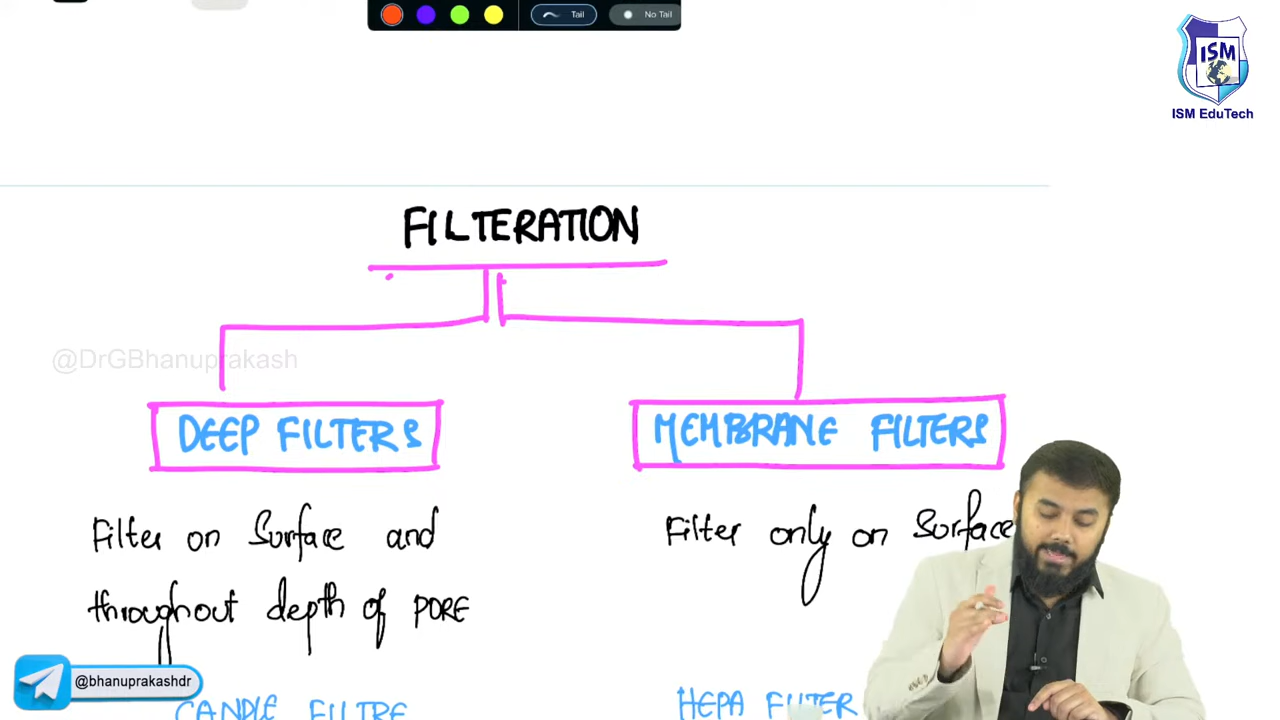 Tail
No Tail
ISM
ISM EduTech
FILTERATION
@DrGBhanuprakash
DEEP FILTERS
MEMBRANE FILTERS
Filter on Surface and
throughout depth of PORE
Filter only on Surface
@bhanuprakashdr
CANDLE FILTRE
HEPA FILTER